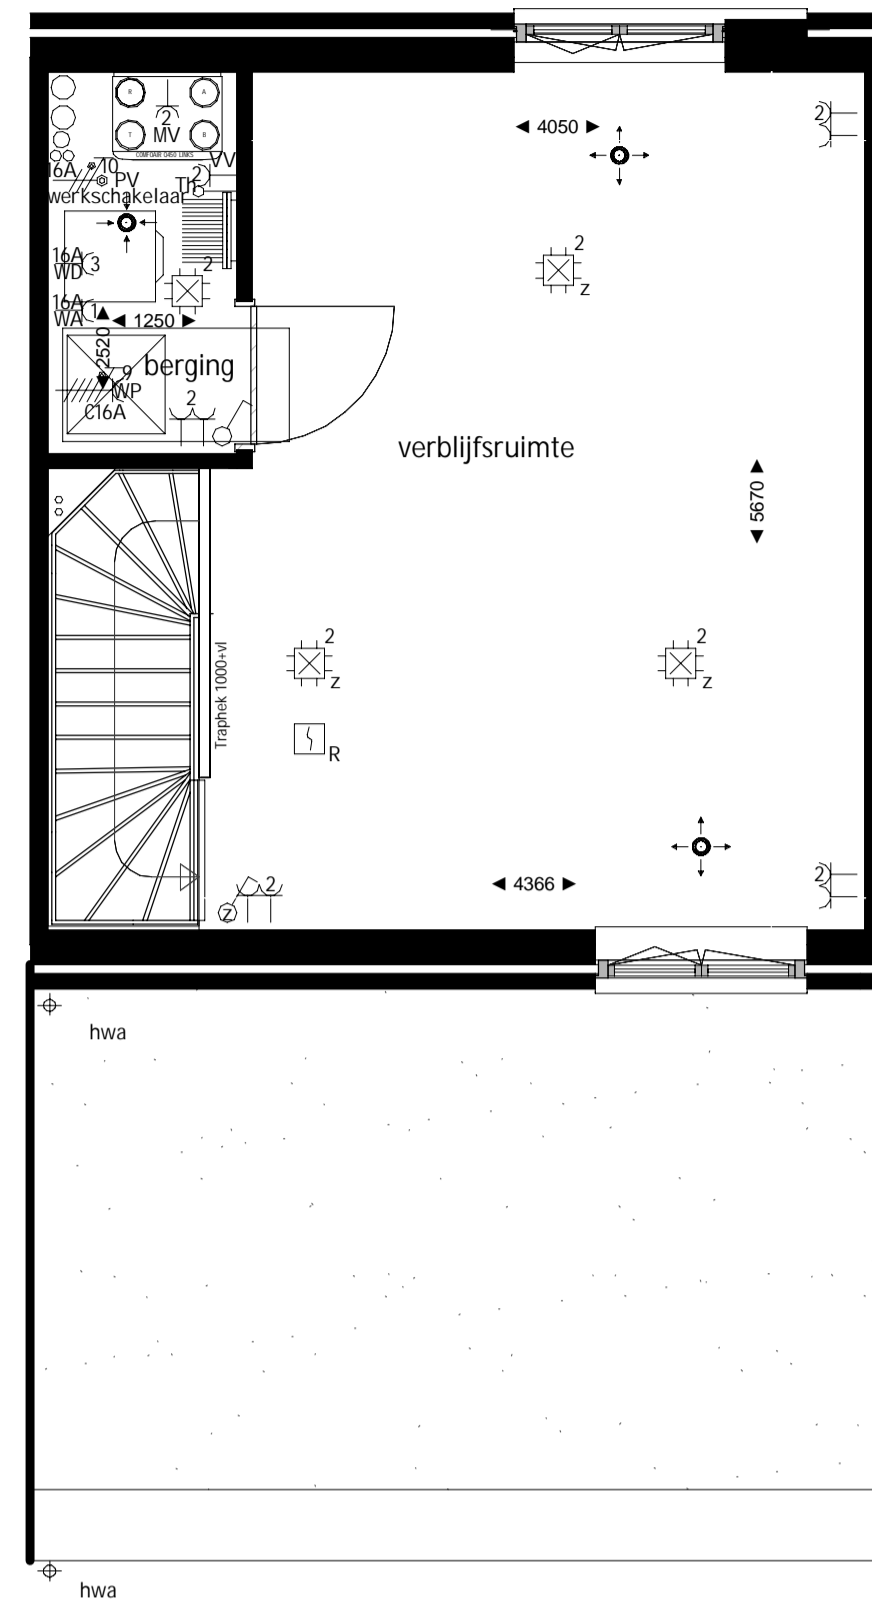 R
A
2
MV
T
B
COMFOAIR Q450 LINKS
4050
2
16A
10
PV
VV
2
Th
werkschakelaar
2
z
16A
WD
3
2
16A
WA
1
1250
2520
berging
9
WP
C16A
2
verblijfsruimte
5670
Traphek 1000+vl
2
z
2
z
R
z
2
4366
2
hwa
hwa